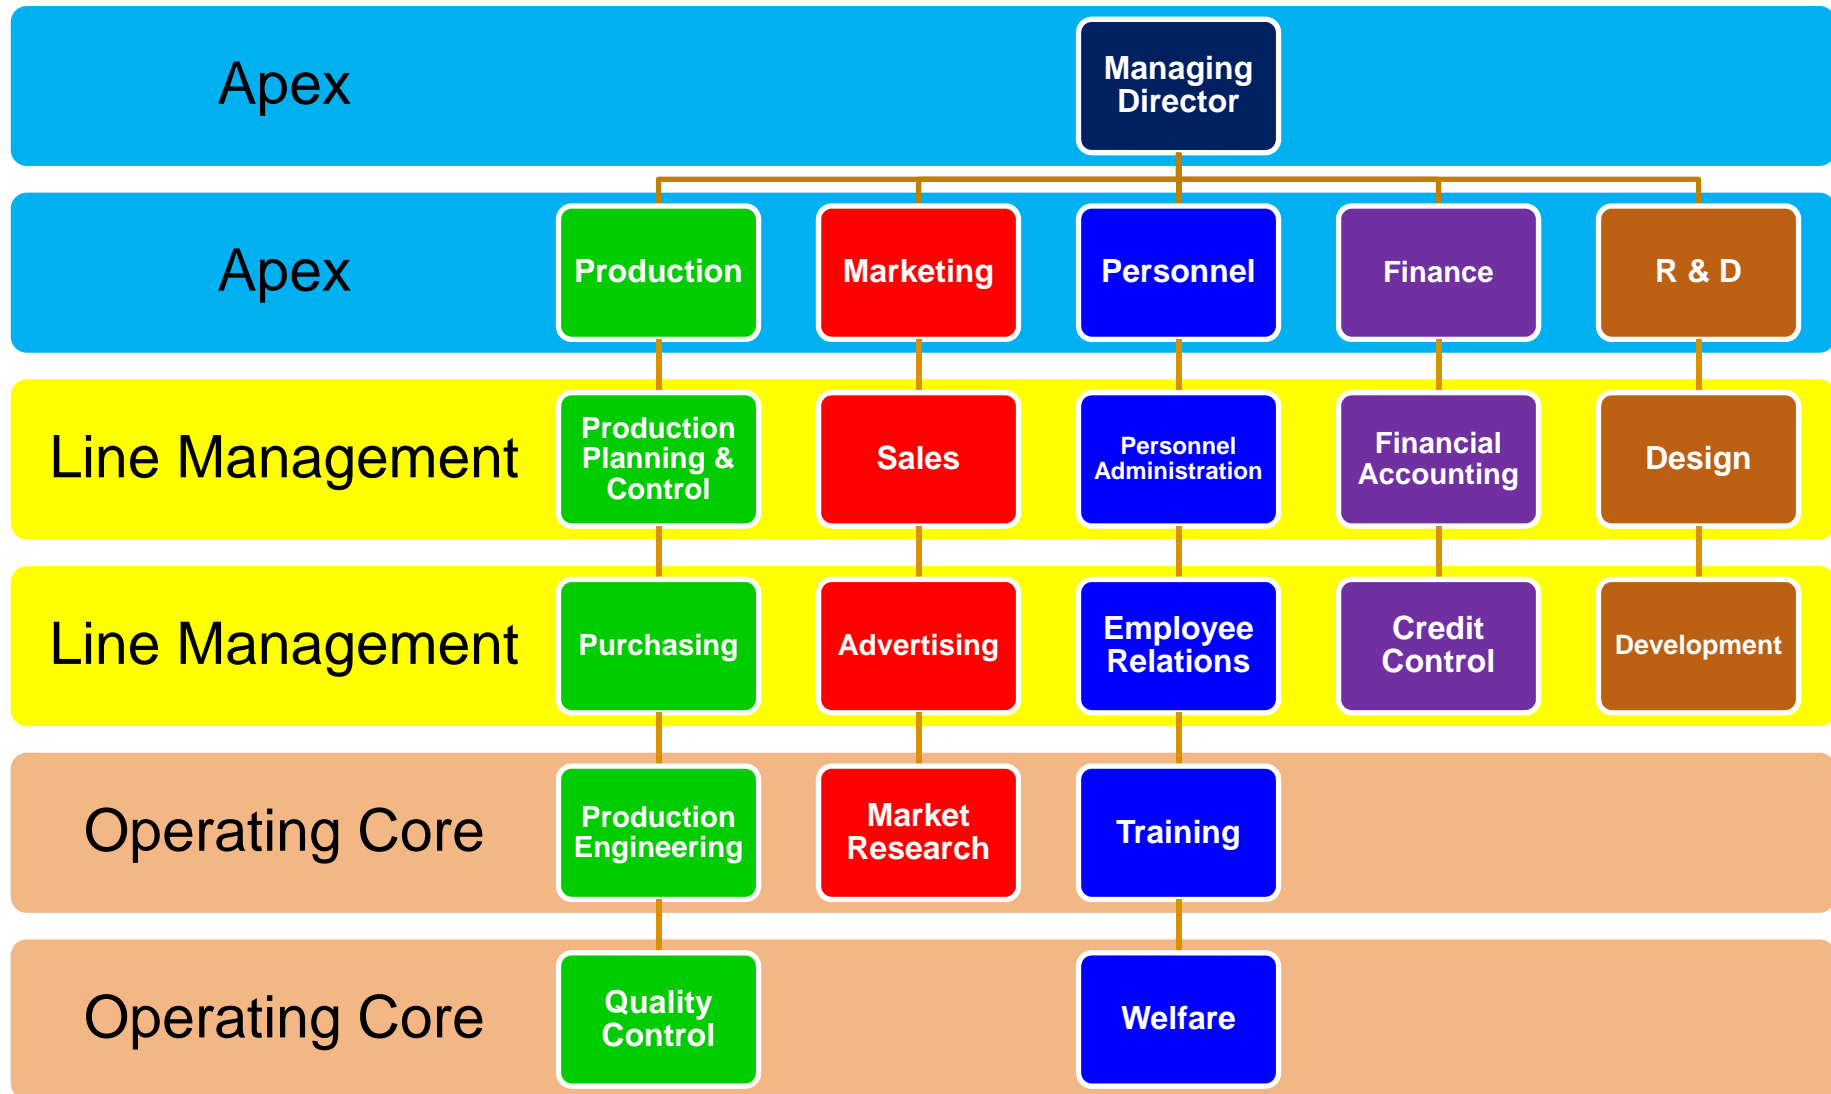 Apex
Managing
Director
Apex
Production
Marketing
Personnel
Finance
R & D
Line Management
Production
Planning &
Control
Sales
Personnel
Administration
Financial
Accounting
Design
Line Management
Purchasing
Advertising
Employee
Relations
Credit
Control
Development
Operating Core
Production
Engineering
Market
Research
Training
Operating Core
Quality
Control
Welfare